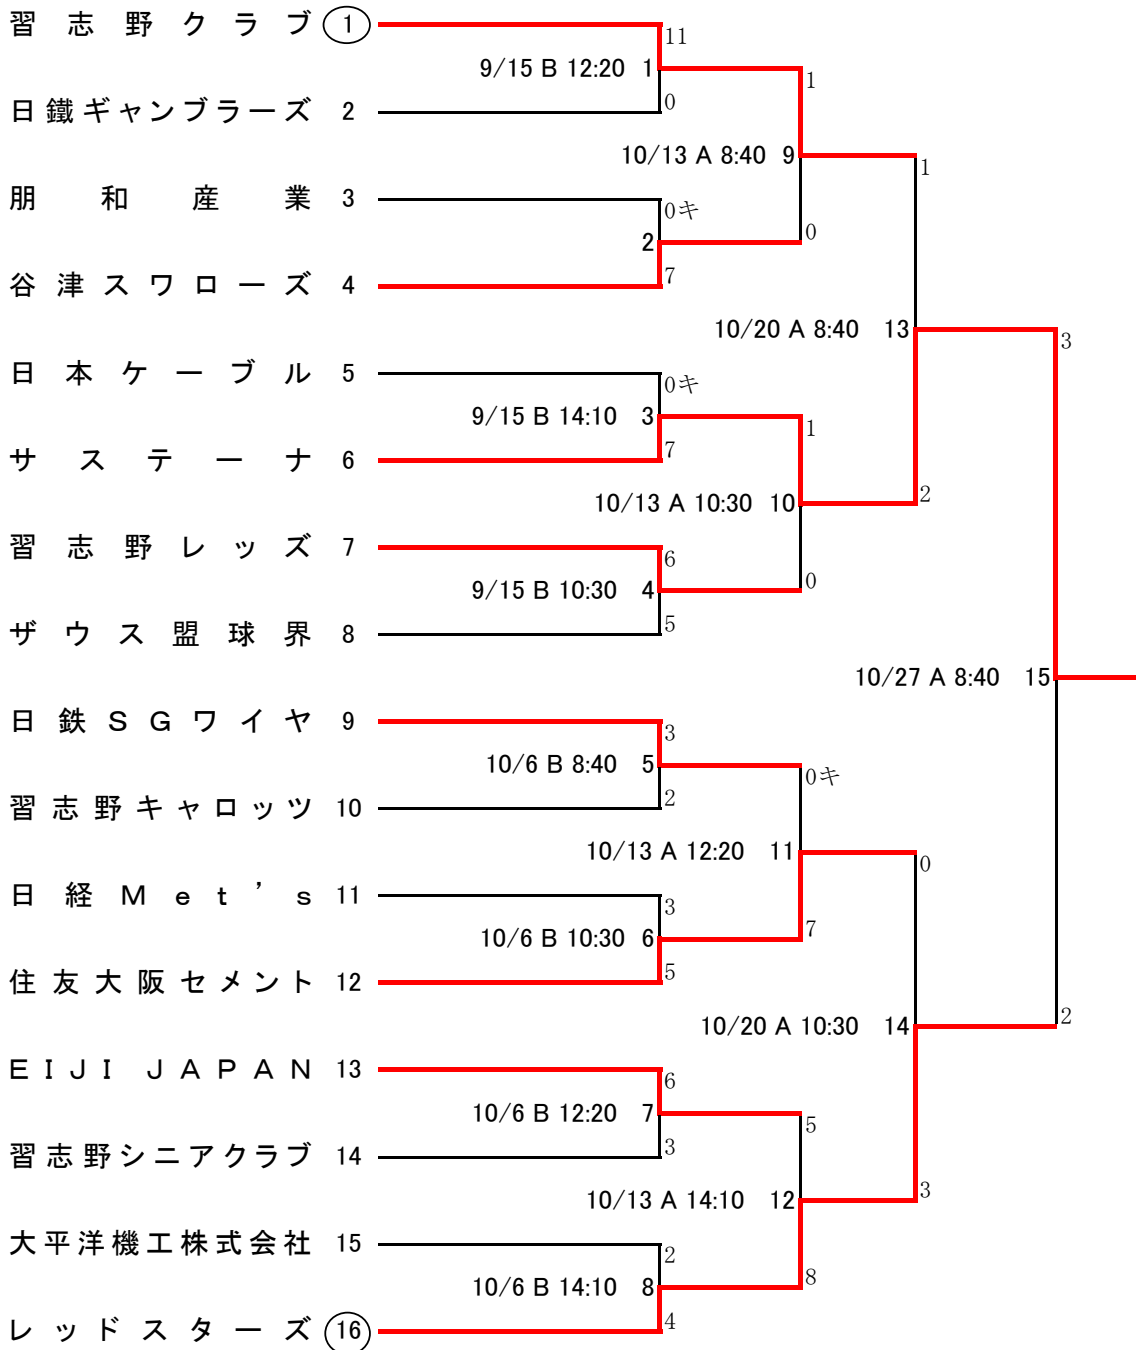 習志野クラブ 1
11
9/15 B 12:20 1
1
日鐵ギャンブラーズ 2
0
10/13 A 8:40 9
1
朋和産業 3
0キ
2
0
谷津スワローズ 4
7
10/20 A 8:40 13
3
日本ケーブル 5
0キ
9/15 B 14:10 3
1
サステーナ 6
7
10/13 A 10:30 10
2
習志野レッズ 7
6
9/15 B 10:30 4
0
ザウス盟球界 8
5
10/27 A 8:40 15
日鉄SGワイヤ 9
3
10/6 B 8:40 5
0キ
習志野キャロッツ 10
2
10/13 A 12:20 11
0
日経Met's 11
3
10/6 B 10:30 6
7
住友大阪セメント 12
5
10/20 A 10:30 14
2
EIJI JAPAN 13
6
10/6 B 12:20 7
5
習志野シニアクラブ 14
3
10/13 A 14:10 12
3
大平洋機工株式会社 15
2
10/6 B 14:10 8
8
レッドスターズ 16
4